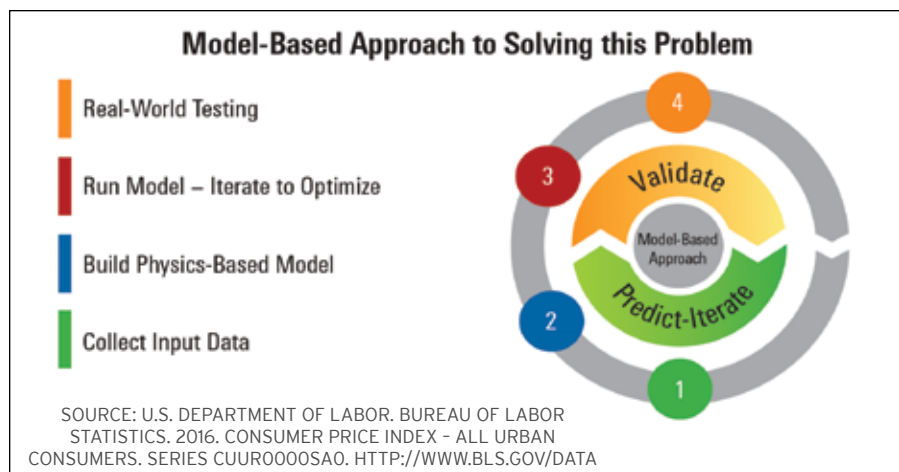 Model-Based Approach to Solving this Problem
Real-World Testing
Run Model – Iterate to Optimize
Build Physics-Based Model
Collect Input Data
4
3
Validate
Model-Based
Approach
Predict-Iterate
2
1
SOURCE: U.S. DEPARTMENT OF LABOR. BUREAU OF LABOR
STATISTICS. 2016. CONSUMER PRICE INDEX – ALL URBAN
CONSUMERS. SERIES CUUR0000SA0. HTTP://WWW.BLS.GOV/DATA